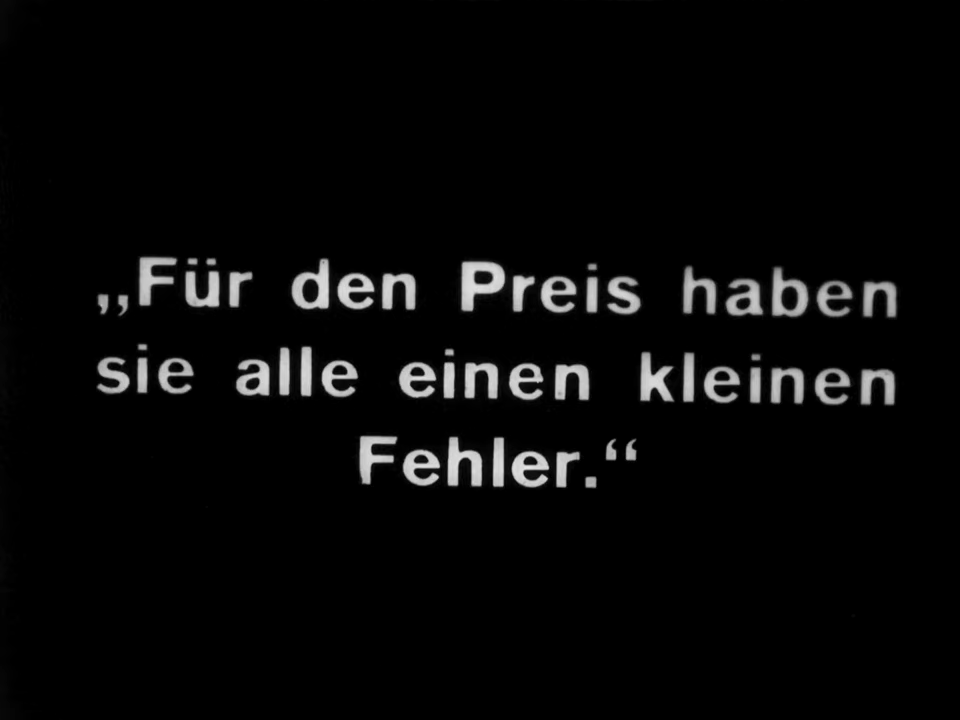 „Für den Preis haben
sie alle einen kleinen
Fehler.“